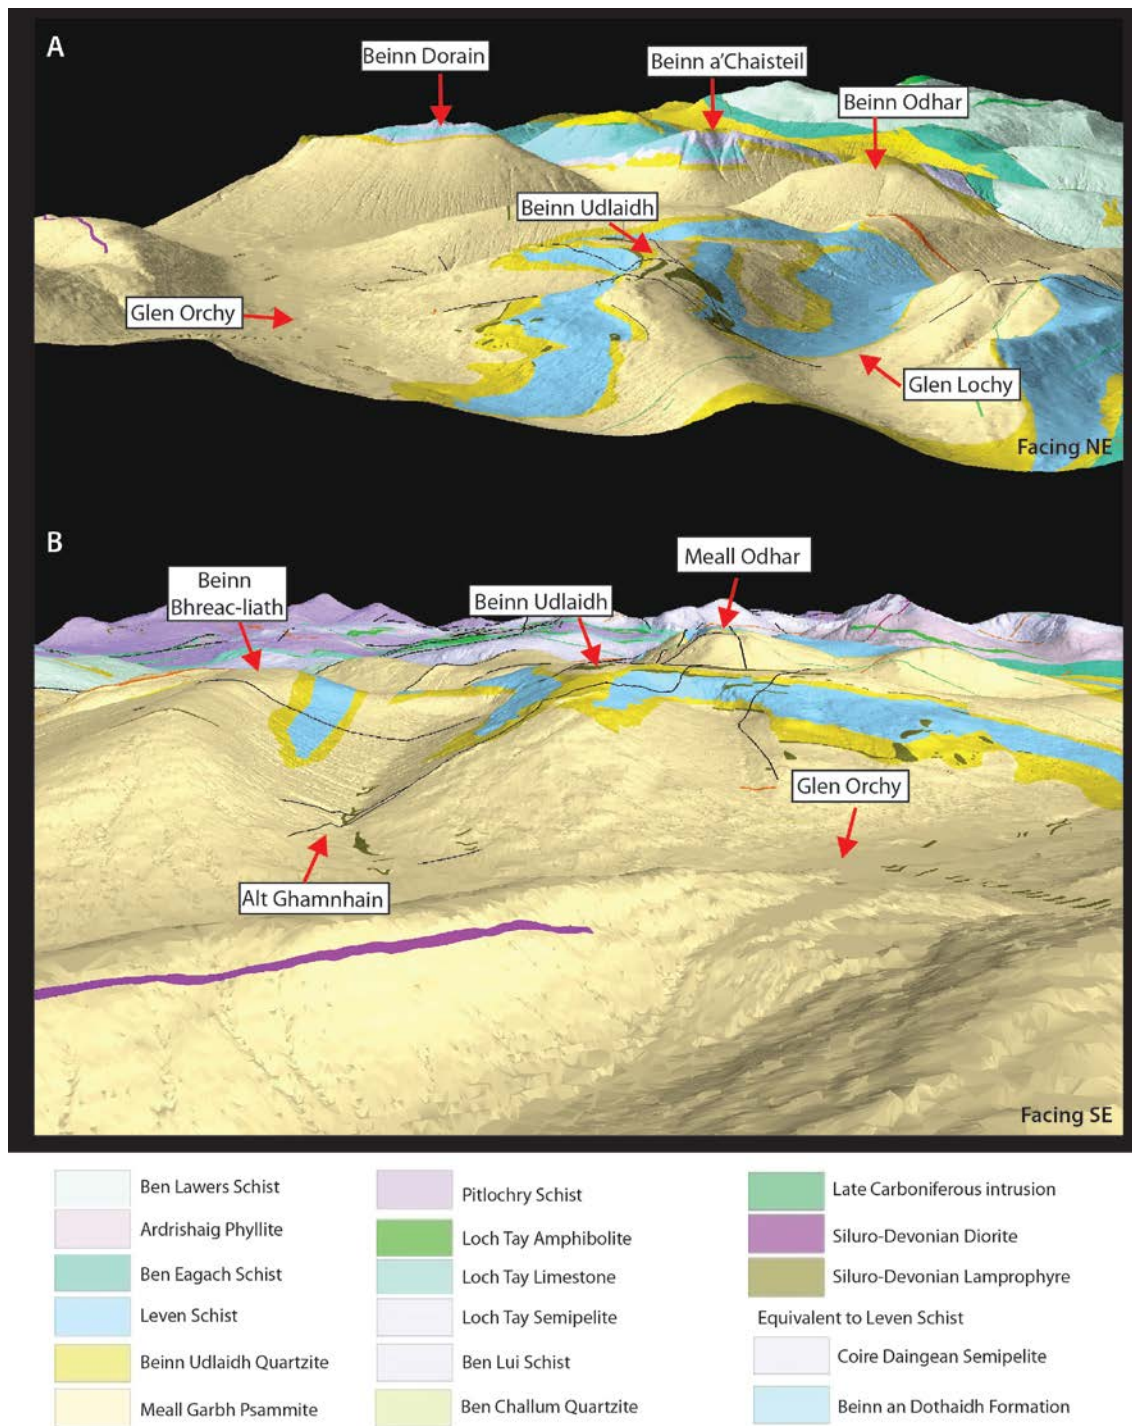 A
Beinn Dorain
Beinn a'Chaisteil
Beinn Odhar
Beinn Udlaidh
Glen Orchy
Glen Lochy
Facing NE
B
Meall Odhar
Beinn
Bhreac-liath
Beinn Udlaidh
Glen Orchy
Alt Ghamnhain
Facing SE
Ben Lawers Schist
Ardrishaig Phyllite
Ben Eagach Schist
Leven Schist
Beinn Udlaidh Quartzite
Meall Garbh Psammite
Pitlochry Schist
Loch Tay Amphibolite
Loch Tay Limestone
Loch Tay Semipelite
Ben Lui Schist
Ben Challum Quartzite
Late Carboniferous intrusion
Siluro-Devonian Diorite
Siluro-Devonian Lamprophyre
Equivalent to Leven Schist
Coire Daingean Semipelite
Beinn an Dothaidh Formation